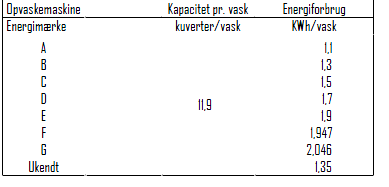 Opvaskemaskine Kapacitet pr. vask Energiforbrug
Energimærke kuverter/vask KWh/vask
A 1,1
B 1,3
C 1,5
D 1,7
11,9
E 1,9
F 1,947
G 2,046
Ukendt 1,35